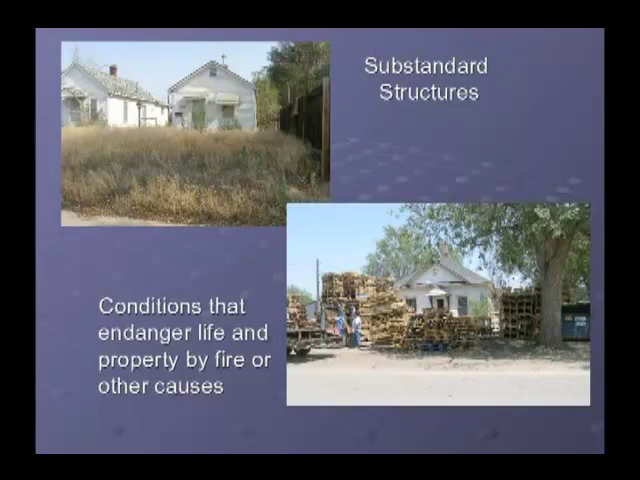 Substandard
Structures
Conditions that
endanger life and
property by fire or
other causes